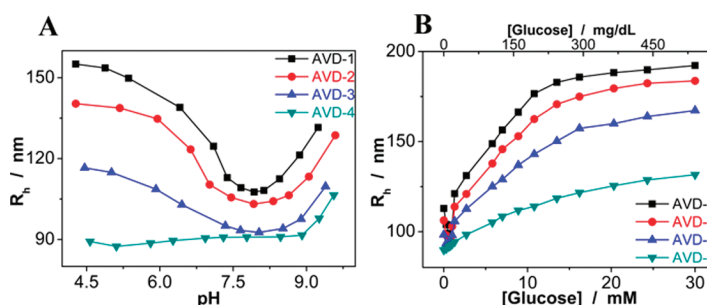 A
R_h / nm
150
120
90
4.5 6.0 7.5 9.0
pH
AVD-1
AVD-2
AVD-3
AVD-4
B
[Glucose] / mg/dL
0 150 300 450
R_h / nm
200
150
100
0 10 20 30
[Glucose] / mM
AVD-
AVD-
AVD-
AVD-